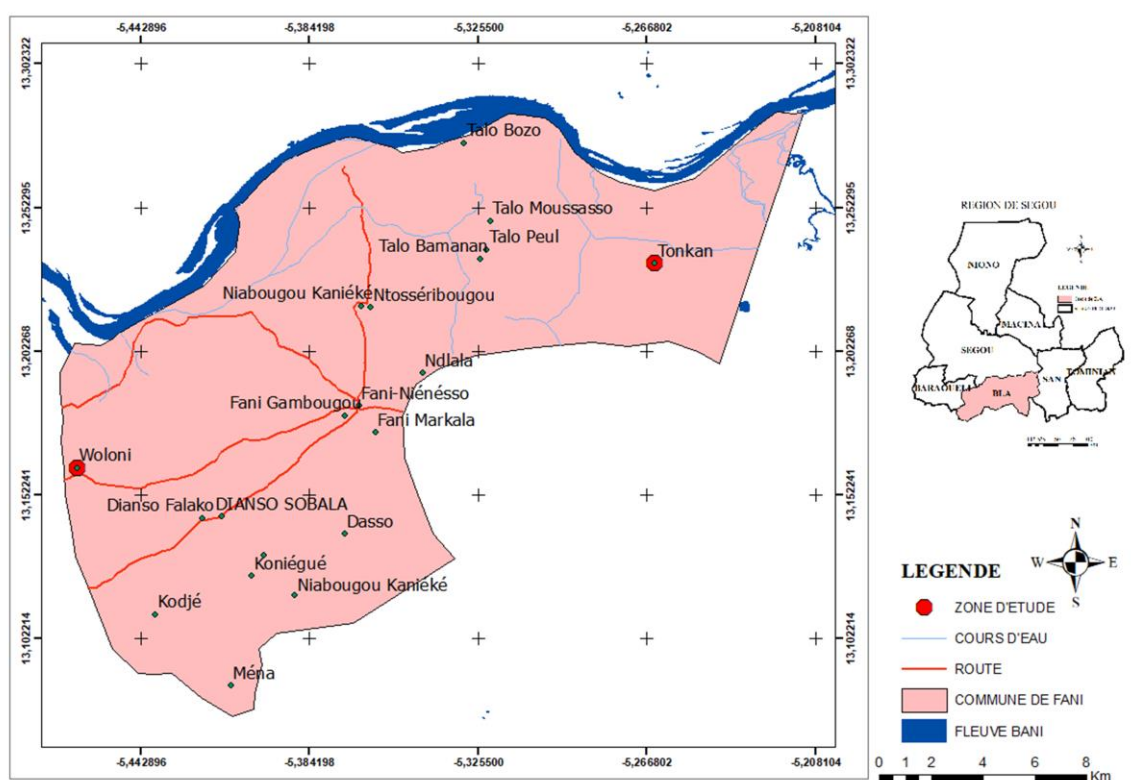 -5,442896
-5,384198
-5,325500
-5,266802
-5,208104
13,302322
13,302322
Talo Bozo
13,252295
13,252295
Talo Moussasso
Talo Peul
Talo Bamanan
Tonkan
Niabougou Kaniéké
Ntosséribougou
13,202268
13,202268
Ndlala
Fani-Niénésso
Fani Gambougou
Fani Markala
Woloni
13,152241
13,152241
Dianso Falako
DIANSO SOBALA
Dasso
Koniégué
Niabougou Kaniéké
Kodjé
13,102214
13,102214
Ména
-5,442896
-5,384198
-5,325500
-5,266802
-5,208104
REGION DE SEGOU
NIONO
LEGENDE
MACINA
SEGOU
SAN
TOMINIAN
BARAOUELI
BLA
N
W
E
S
LEGENDE
ZONE D'ETUDE
COURS D'EAU
ROUTE
COMMUNE DE FANI
FLEUVE BANI
0 1 2 4 6 8
Km